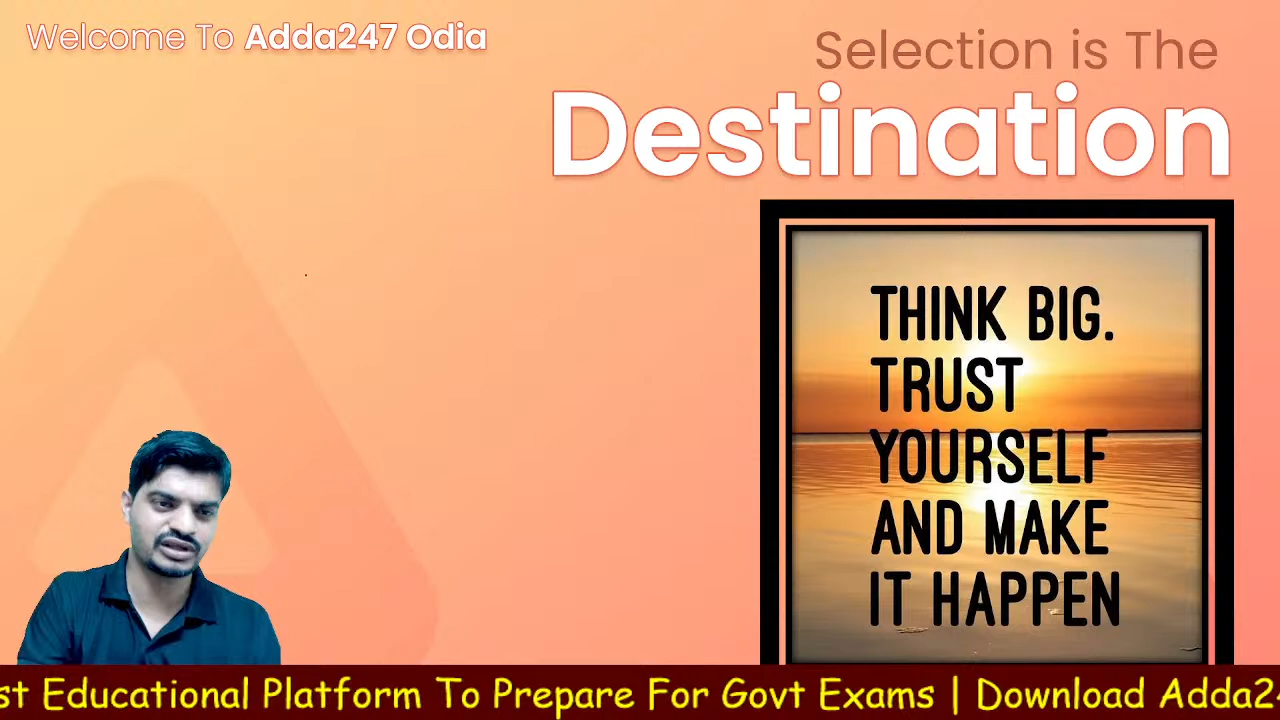 Welcome To Adda247 Odia
Selection is The
Destination
THINK BIG.
TRUST
YOURSELF
AND MAKE
IT HAPPEN
Educational Platform To Prepare For Govt Exams | Download